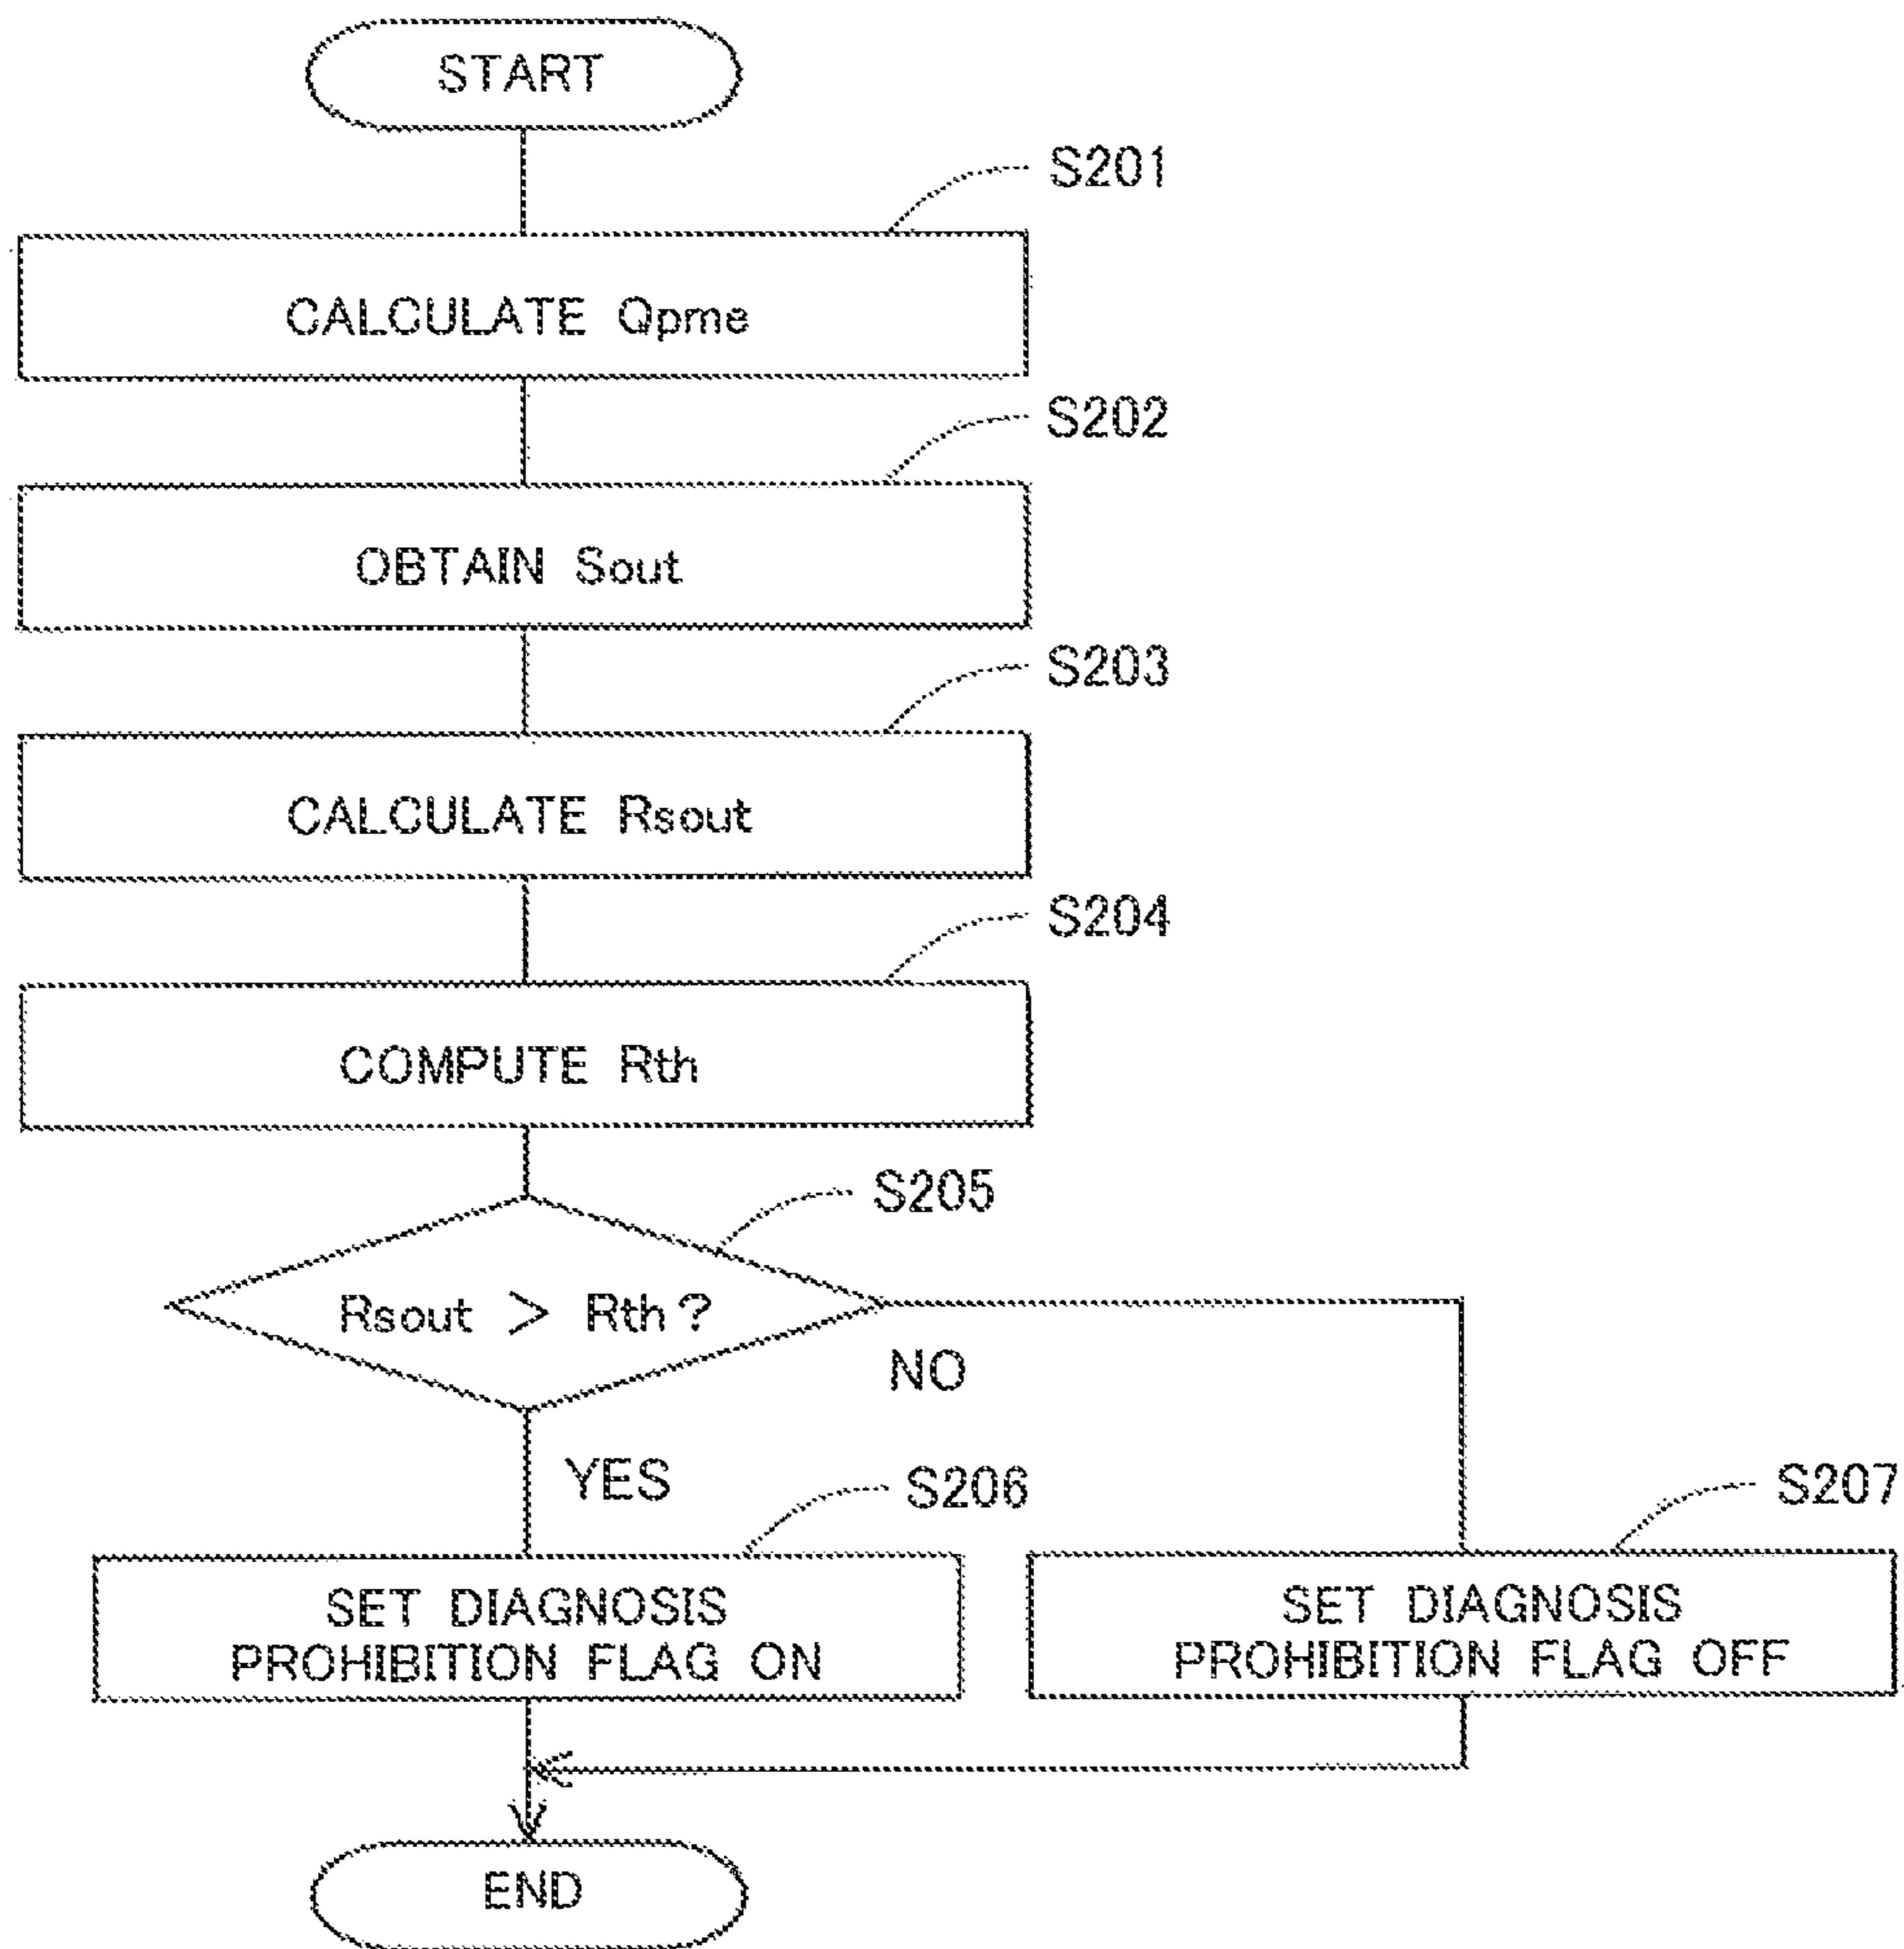 START
S201
CALCULATE Qpme
S202
OBTAIN Sout
S203
CALCULATE Rsout
S204
COMPUTE Rth
S205
Rsout > Rth?
NO
YES
S206
S207
SET DIAGNOSIS
PROHIBITION FLAG ON
SET DIAGNOSIS
PROHIBITION FLAG OFF
END